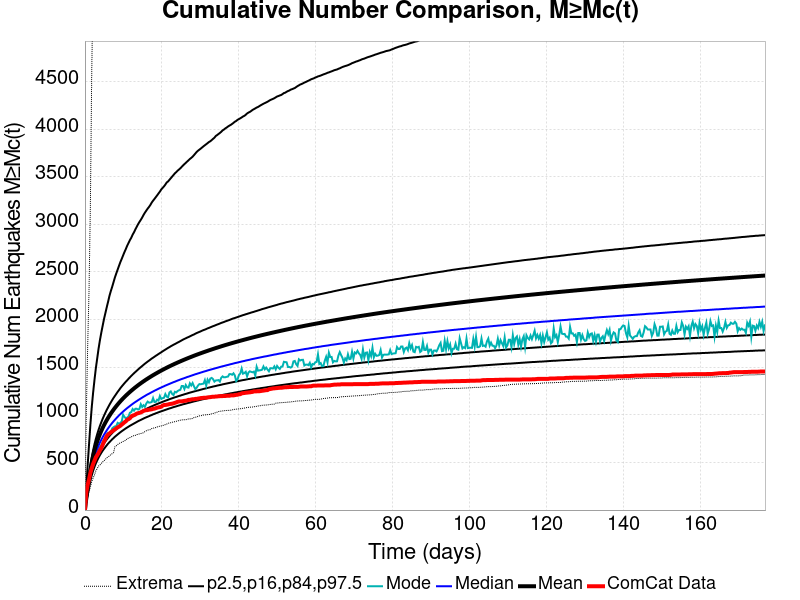 Cumulative Number Comparison, M≥Mc(t)
Cumulative Num Earthquakes M≥Mc(t)
4500
4000
3500
3000
2500
2000
1500
1000
500
0
0 20 40 60 80 100 120 140 160
Time (days)
Extrema p2.5,p16,p84,p97.5 Mode Median Mean ComCat Data